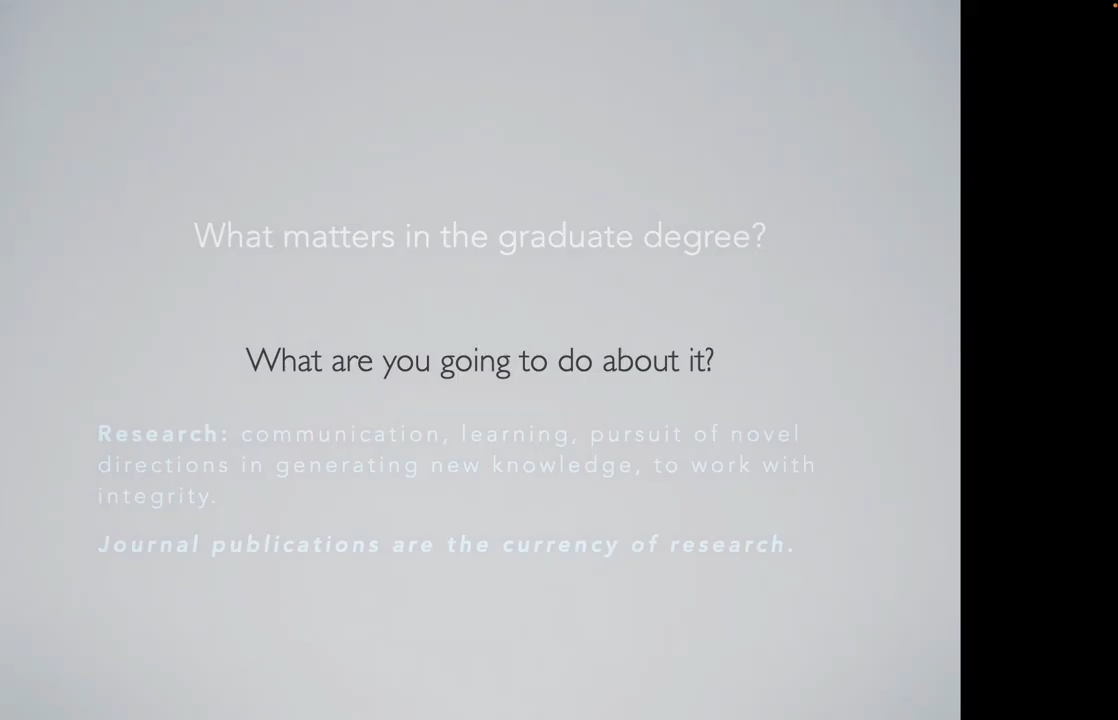 What matters in the graduate degree?
What are you going to do about it?
Research: communication, learning, pursuit of novel
directions in generating new knowledge, to work with
integrity.
Journal publications are the currency of research.